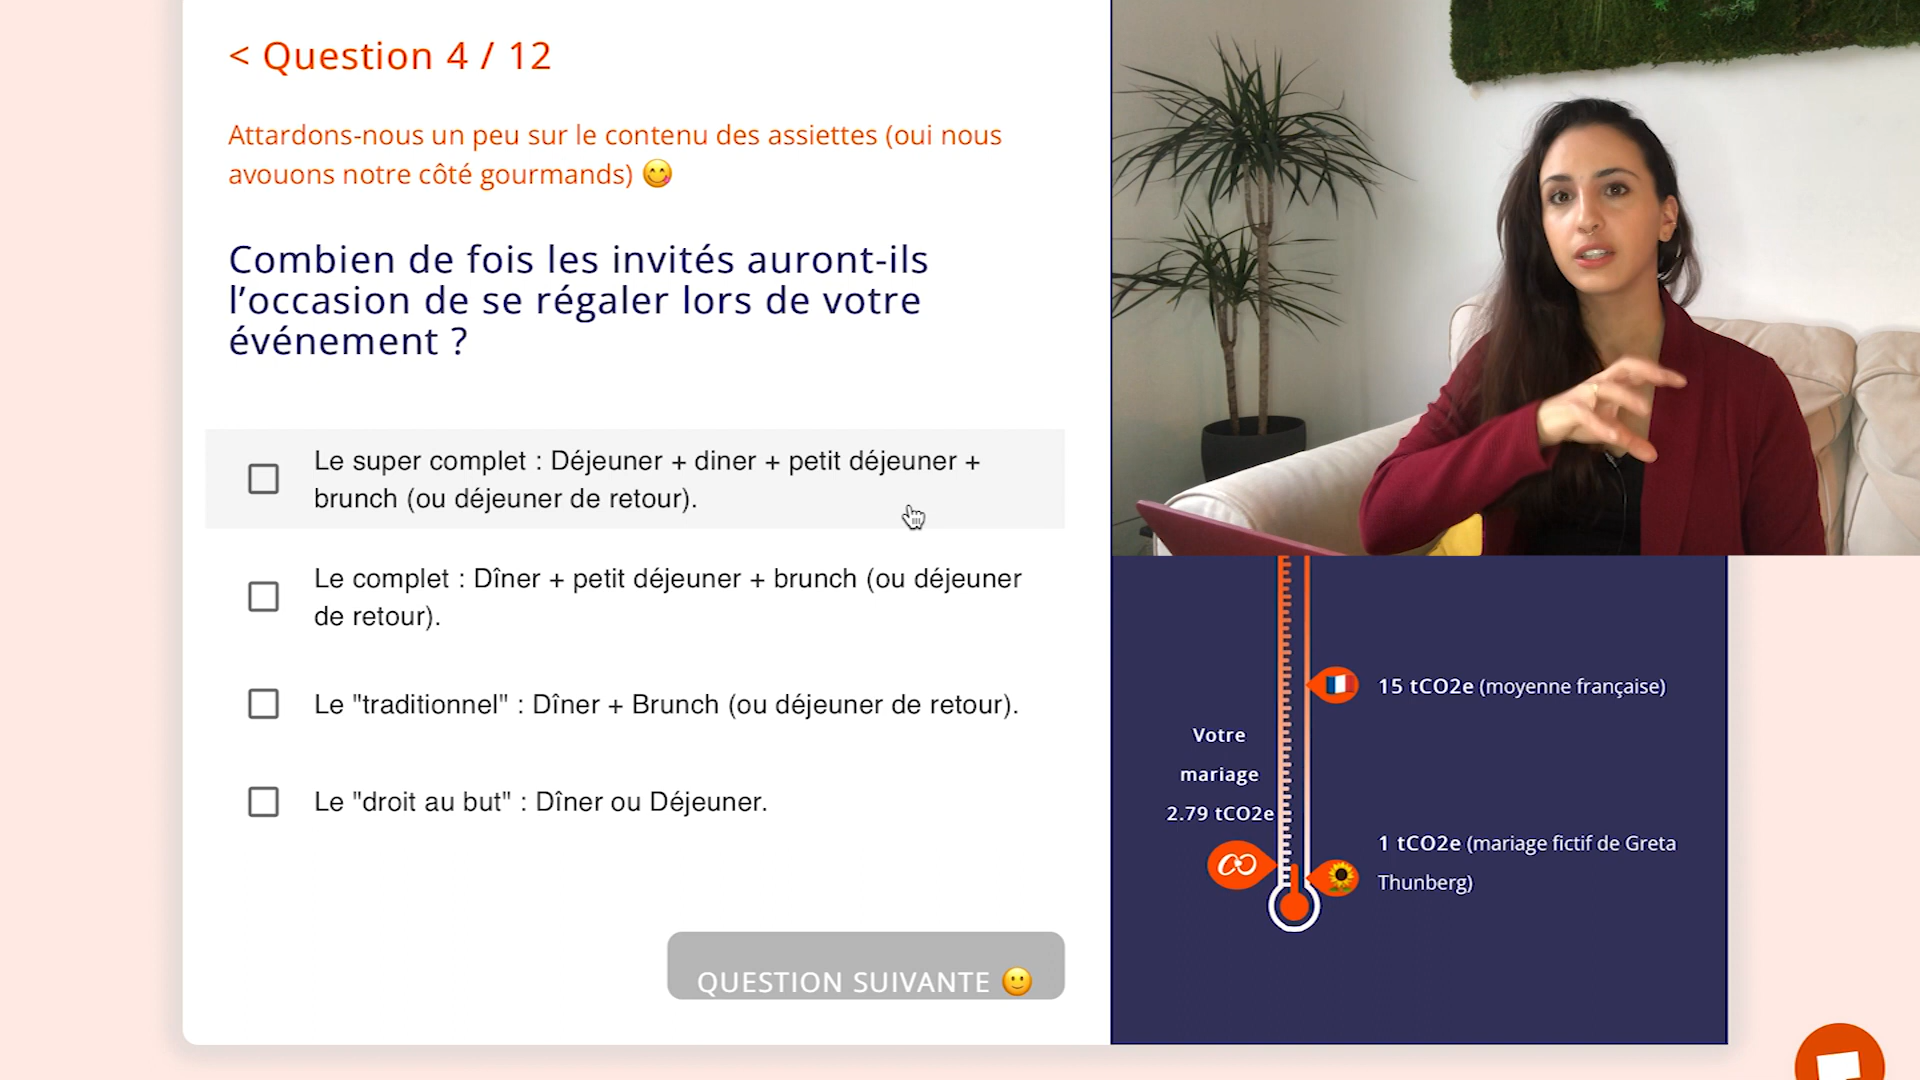 < Question 4 / 12
Attardons-nous un peu sur le contenu des assiettes (oui nous
avouons notre côté gourmands) 😋
Combien de fois les invités auront-ils
l’occasion de se régaler lors de votre
événement ?
Le super complet : Déjeuner + diner + petit déjeuner +
brunch (ou déjeuner de retour).
Le complet : Dîner + petit déjeuner + brunch (ou déjeuner
de retour).
Le "traditionnel" : Dîner + Brunch (ou déjeuner de retour).
Le "droit au but" : Dîner ou Déjeuner.
QUESTION SUIVANTE 🙂
15 tCO2e (moyenne française)
Votre
mariage
2.79 tCO2e
1 tCO2e (mariage fictif de Greta
Thunberg)